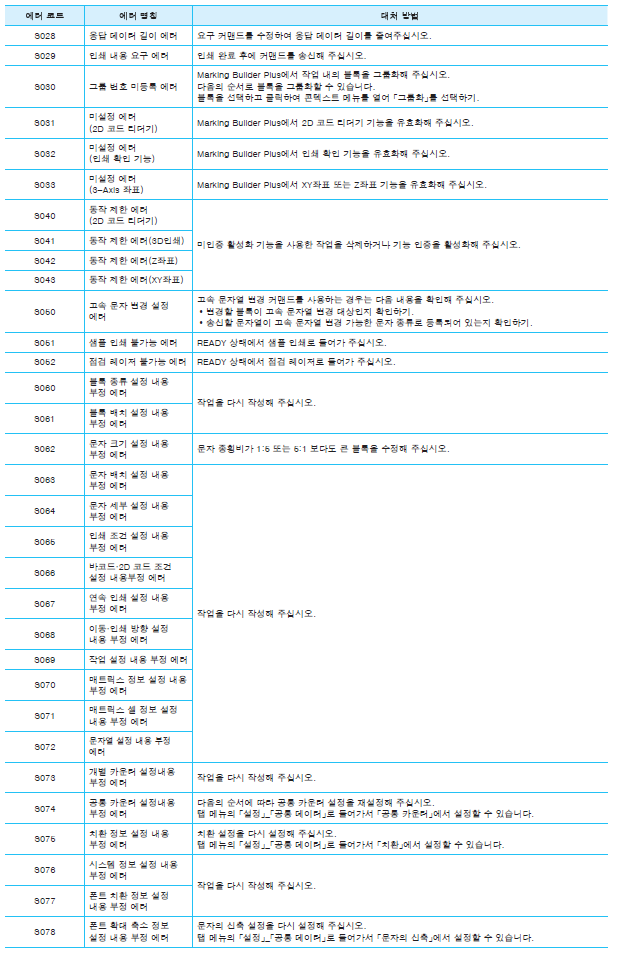 에러 코드 에러 명칭 대처 방법
S028 응답 데이터 길이 에러 요구 커맨드를 수정하여 응답 데이터 길이를 줄여주십시오.
S029 인쇄 내용 요구 에러 인쇄 완료 후에 커맨드를 송신해 주십시오.
S030 그룹 번호 미등록 에러 Marking Builder Plus에서 작업 내의 블록을 그룹화해 주십시오.
다음의 순서로 블록을 그룹화할 수 있습니다.
블록을 선택하고 클릭하여 콘텍스트 메뉴를 열어 「그룹화」를 선택하기.
S031 미설정 에러
(2D 코드 리더기) Marking Builder Plus에서 2D 코드 리더기 기능을 유효화해 주십시오.
S032 미설정 에러
(인쇄 확인 기능) Marking Builder Plus에서 인쇄 확인 기능을 유효화해 주십시오.
S033 미설정 에러
(3-Axis 좌표) Marking Builder Plus에서 XY좌표 또는 Z좌표 기능을 유효화해 주십시오.
S040 동작 제한 에러
(2D 코드 리더기)
S041 동작 제한 에러(3D인쇄)
미인증 활성화 기능을 사용한 작업을 삭제하거나 기능 인증을 활성화해 주십시오.
S042 동작 제한 에러(Z좌표)
S043 동작 제한 에러(XY좌표)
S050 고속 문자 변경 설정
에러
고속 문자열 변경 커맨드를 사용하는 경우는 다음 내용을 확인해 주십시오.
• 변경할 블록이 고속 문자열 변경 대상인지 확인하기.
• 송신할 문자열이 고속 문자열 변경 가능한 문자 종류로 등록되어 있는지 확인하기.
S051 샘플 인쇄 불가능 에러 READY 상태에서 샘플 인쇄로 들어가 주십시오.
S052 점검 레이저 불가능 에러 READY 상태에서 점검 레이저로 들어가 주십시오.
S060 블록 종류 설정 내용
부정 에러
작업을 다시 작성해 주십시오.
S061 블록 배치 설정 내용
부정 에러
S062 문자 크기 설정 내용
부정 에러 문자 종횡비가 1:5 또는 5:1 보다도 큰 블록을 수정해 주십시오.
S063 문자 배치 설정 내용
부정 에러
S064 문자 세부 설정 내용
부정 에러
S065 인쇄 조건 설정 내용
부정 에러
S066 바코드·2D 코드 조건
설정 내용부정 에러
S067 연속 인쇄 설정 내용
부정 에러
작업을 다시 작성해 주십시오.
S068 이동·인쇄 방향 설정
내용 부정 에러
S069 작업 설정 내용 부정 에러
S070 매트릭스 정보 설정 내용
부정 에러
S071 매트릭스 셀 정보 설정
내용 부정 에러
S072 문자열 설정 내용 부정
에러
S073 개별 카운터 설정내용
부정 에러 작업을 다시 작성해 주십시오.
S074 공통 카운터 설정내용
부정 에러
다음의 순서에 따라 공통 카운터 설정을 재설정해 주십시오.
탭 메뉴의 「설정」_「공통 데이터」로 들어가서 「공통 카운터」에서 설정할 수 있습니다.
S075 치환 정보 설정 내용
부정 에러
치환 설정을 다시 설정해 주십시오.
탭 메뉴의 「설정」_「공통 데이터」로 들어가서 「치환」에서 설정할 수 있습니다.
S076 시스템 정보 설정 내용
부정 에러
작업을 다시 작성해 주십시오.
S077 폰트 치환 정보 설정
내용 부정 에러
S078 폰트 확대 축소 정보
설정 내용 부정 에러
문자의 신축 설정을 다시 설정해 주십시오.
탭 메뉴의 「설정」_「공통 데이터」로 들어가서 「문자의 신축」에서 설정할 수 있습니다.